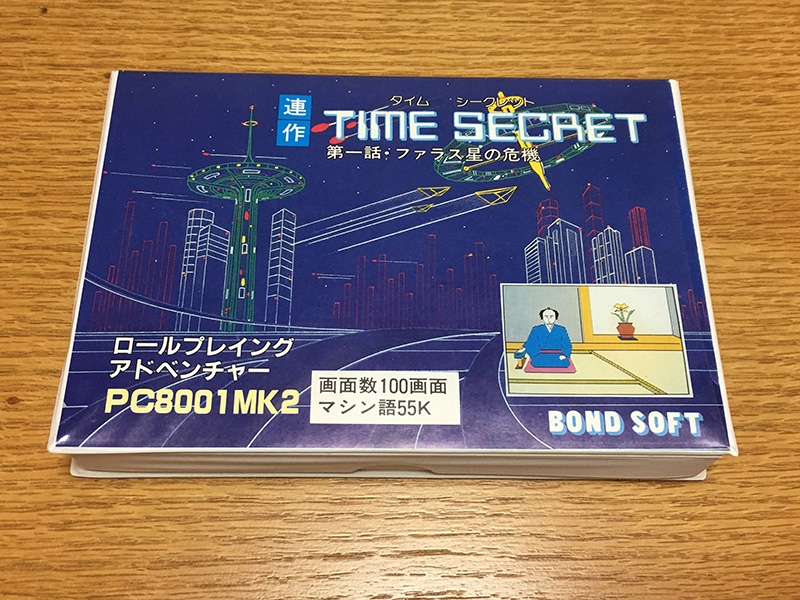 連作
タイム シークレット
TIME SECRET
第一話・ファラス星の危機
ロールプレイング
アドベンチャー
PC8001MK2
画面数100画面
マシン語55K
BOND SOFT